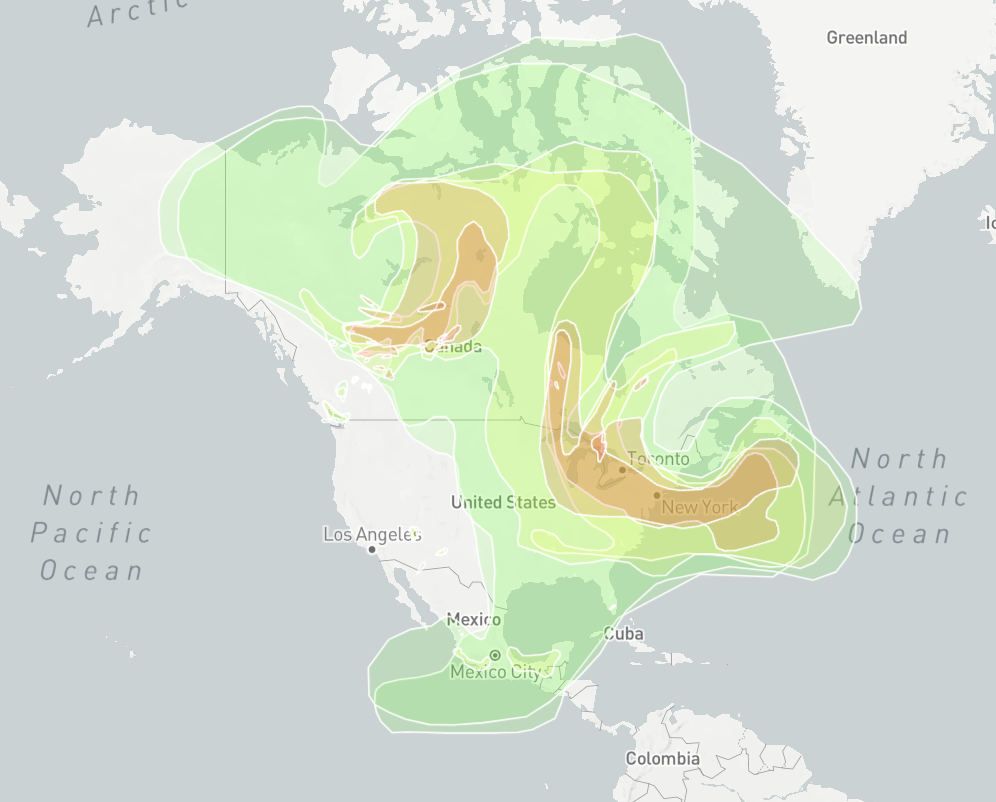 Arctic
Greenland
Ic
Canada
Toronto
North
Atlantic
Ocean
North
Pacific
Ocean
United States
New York
Los Angeles
Mexico
Cuba
Mexico City
Colombia